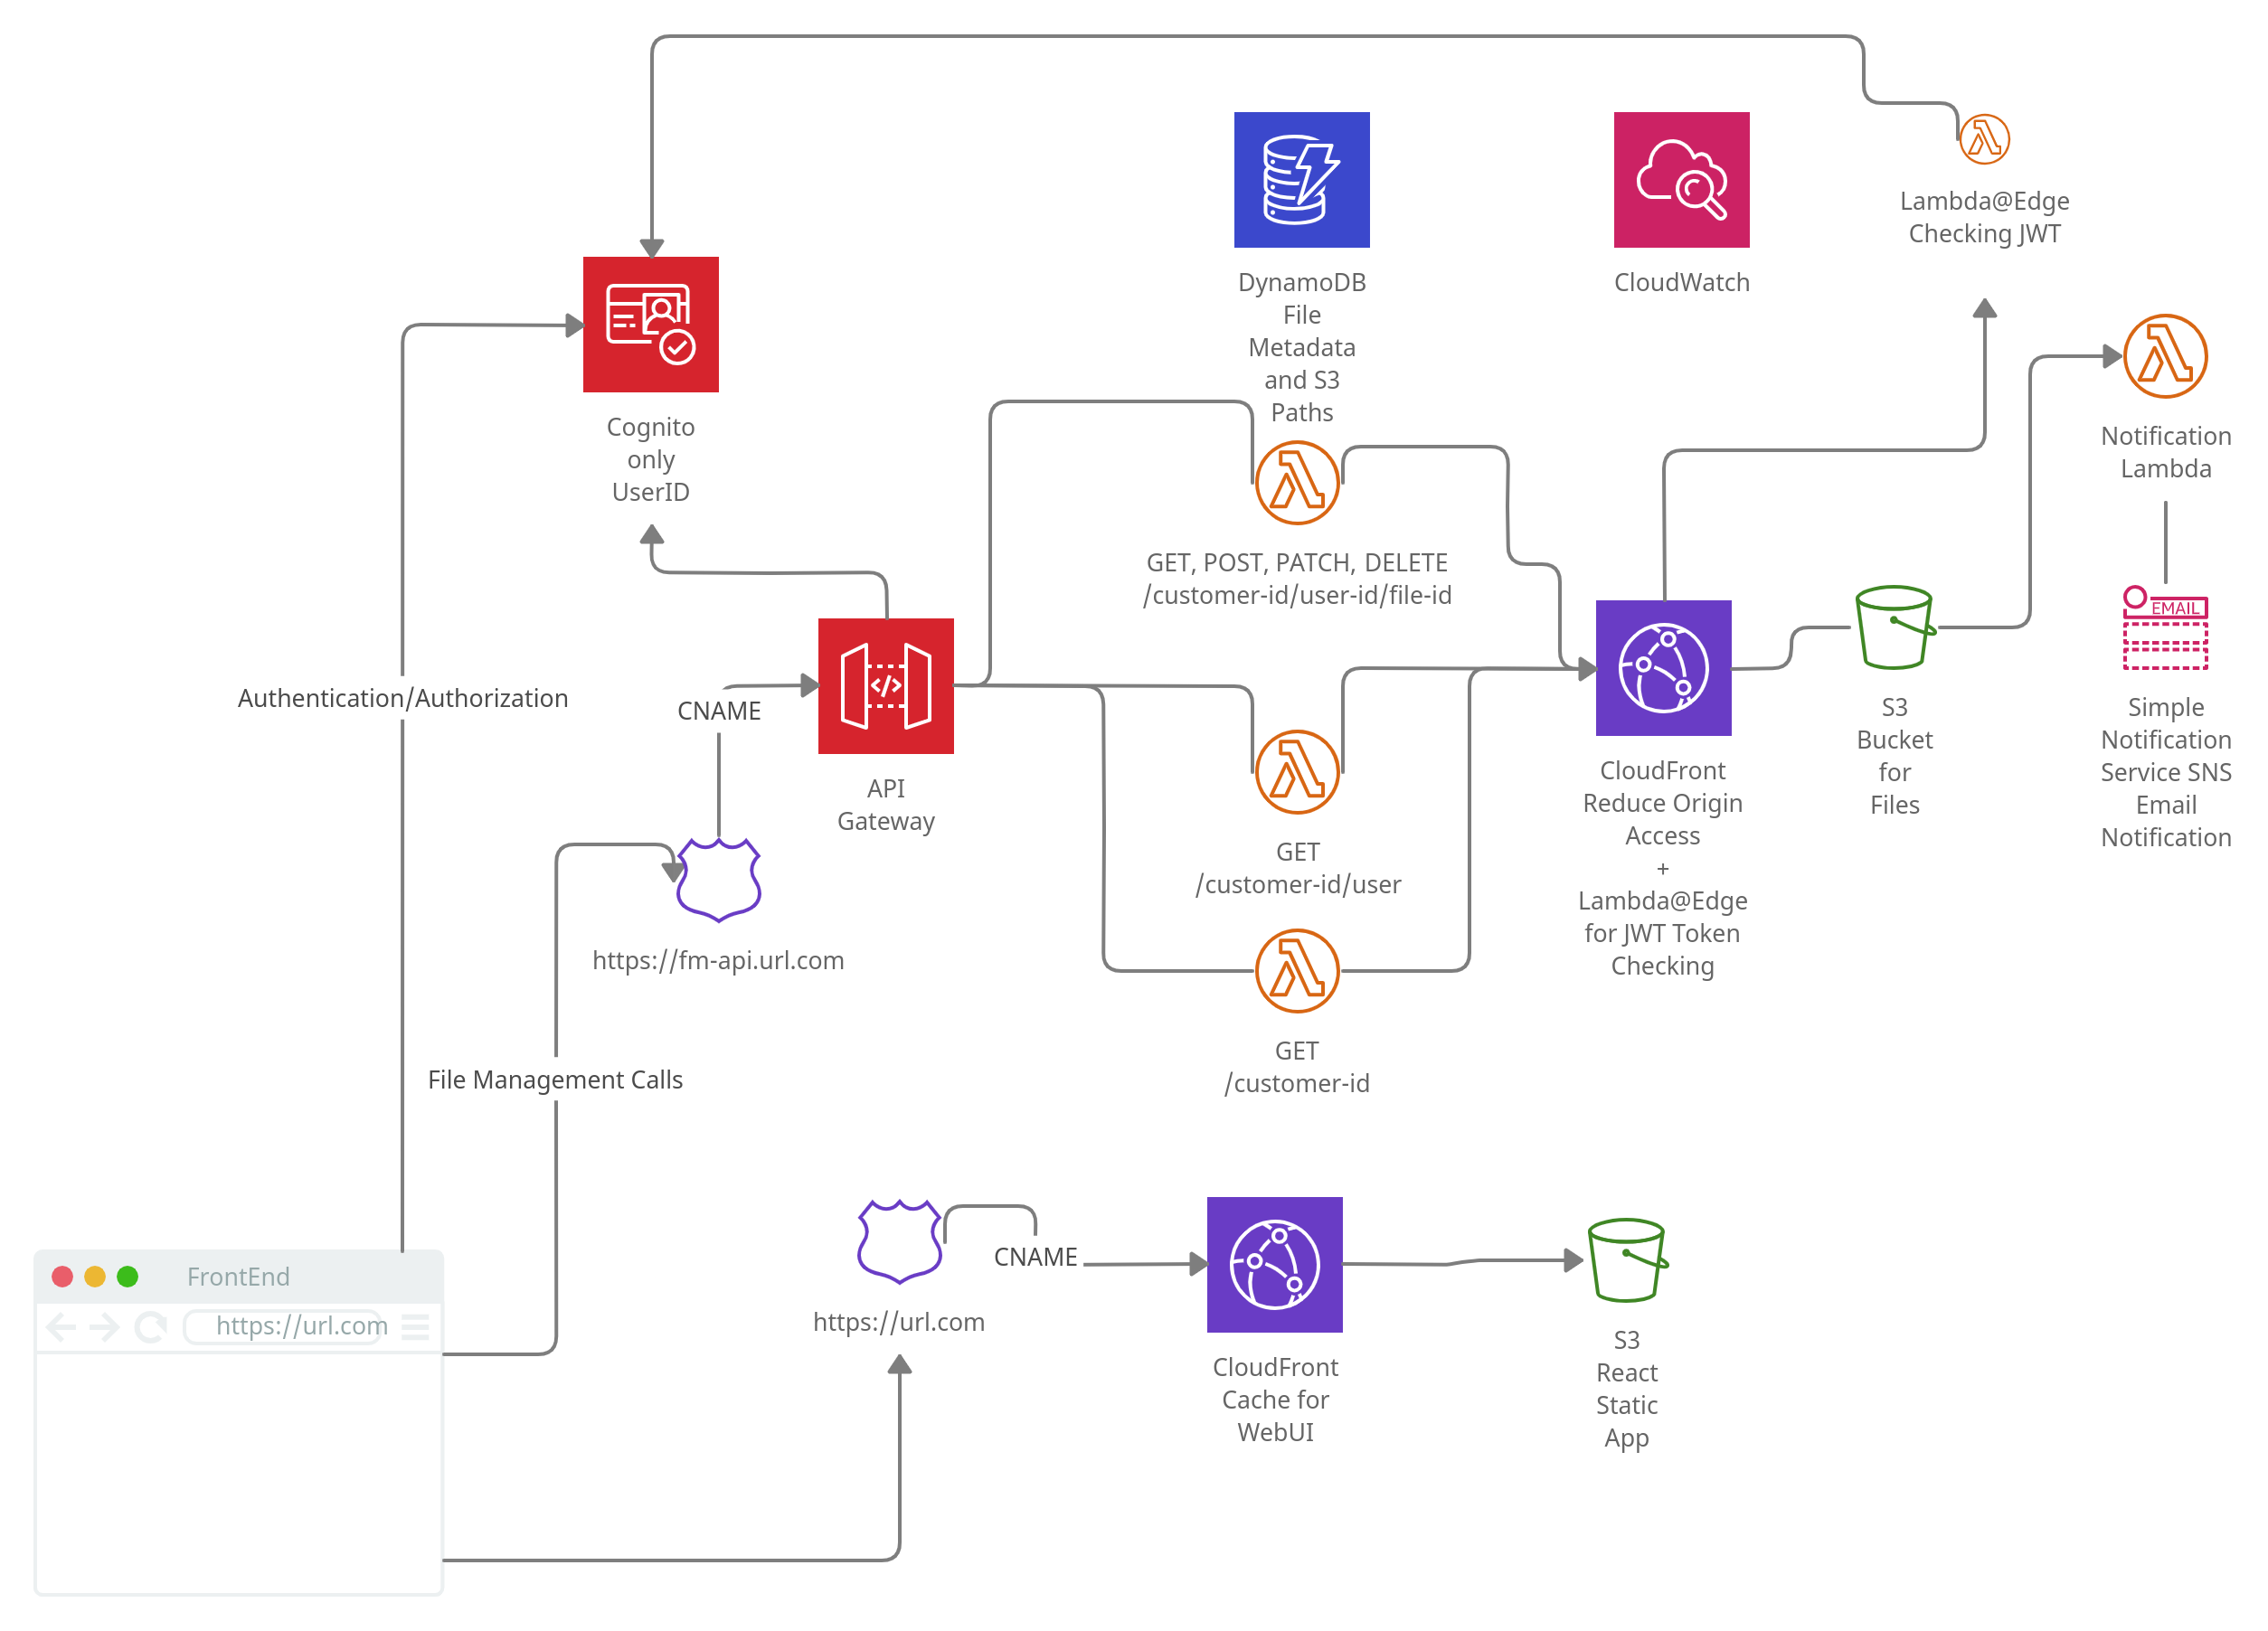 Lambda@Edge
Checking JWT
DynamoDB
File
Metadata
and S3
Paths
CloudWatch
Cognito
only
UserID
Notification
Lambda
GET, POST, PATCH, DELETE
/customer-id/user-id/file-id
EMAIL
Simple
Notification
Service SNS
Email
Notification
Authentication/Authorization
CNAME
API
Gateway
S3
Bucket
for
Files
CloudFront
Reduce Origin
Access
+
Lambda@Edge
for JWT Token
Checking
GET
/customer-id/user
https://fm-api.url.com
File Management Calls
GET
/customer-id
FrontEnd
https://url.com
https://url.com
CNAME
CloudFront
Cache for
WebUI
S3
React
Static
App